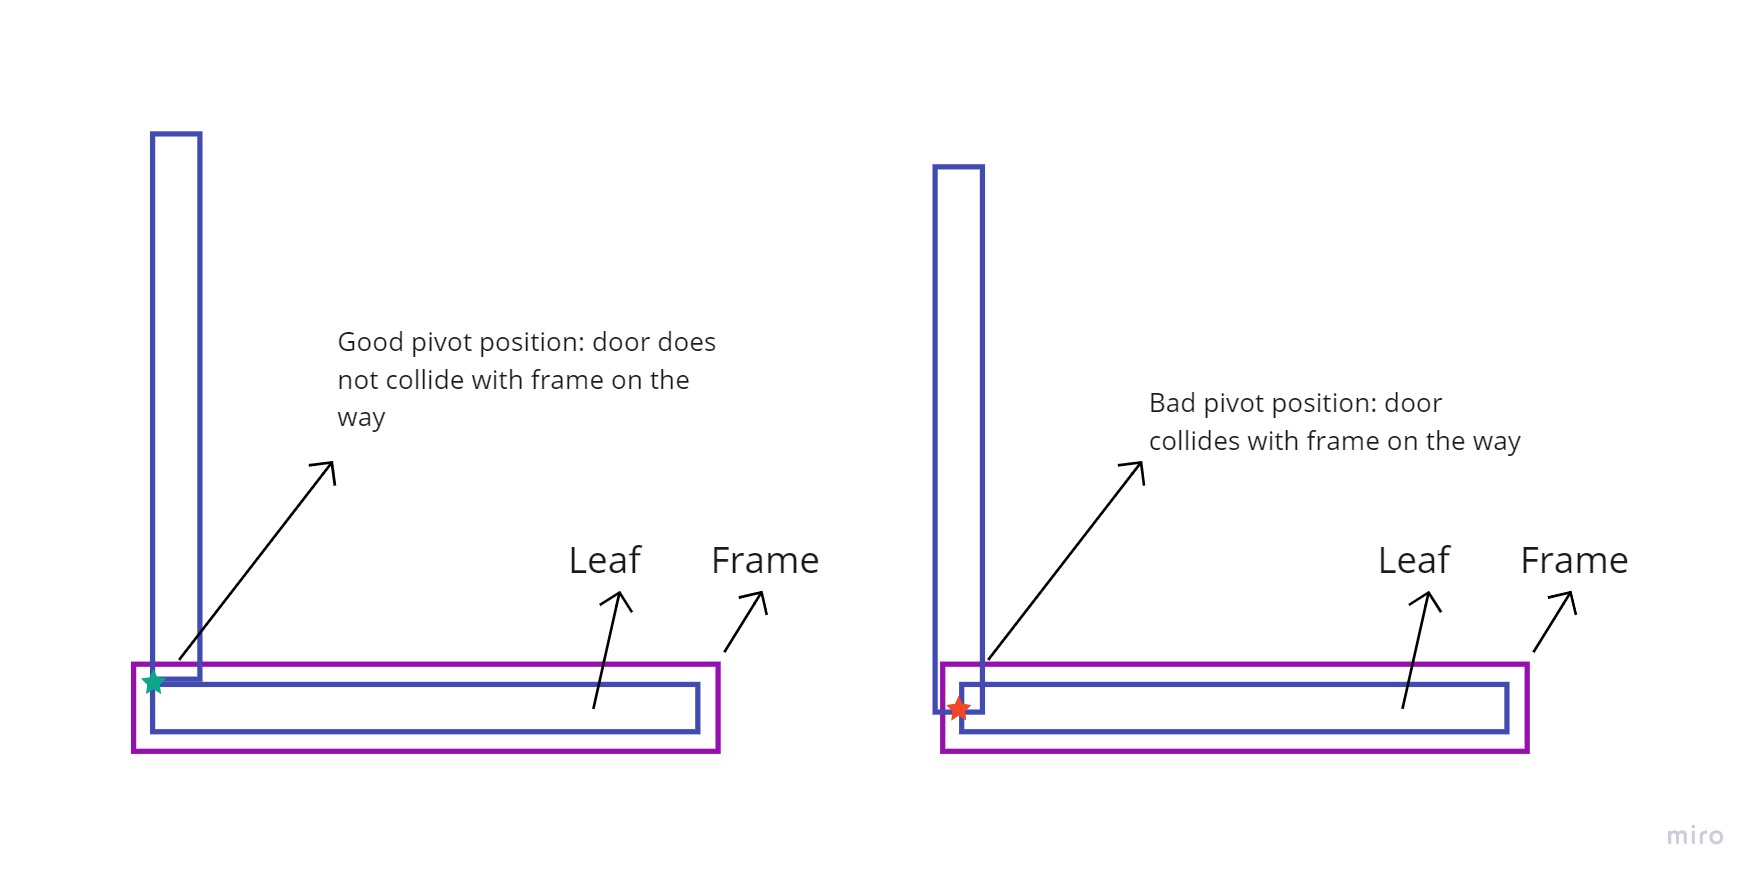 Good pivot position: door does
not collide with frame on the
way
Leaf
Frame
Bad pivot position: door
collides with frame on the way
Leaf
Frame
miro